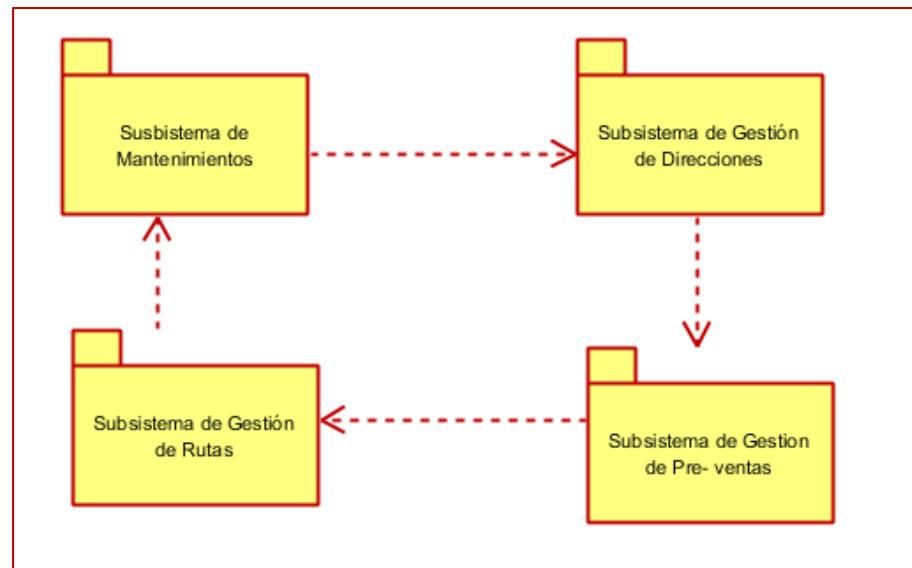 Susbistema de
Mantenimientos
Subsistema de Gestión
de Direcciones
Subsistema de Gestión
de Rutas
Subsistema de Gestion
de Pre- ventas